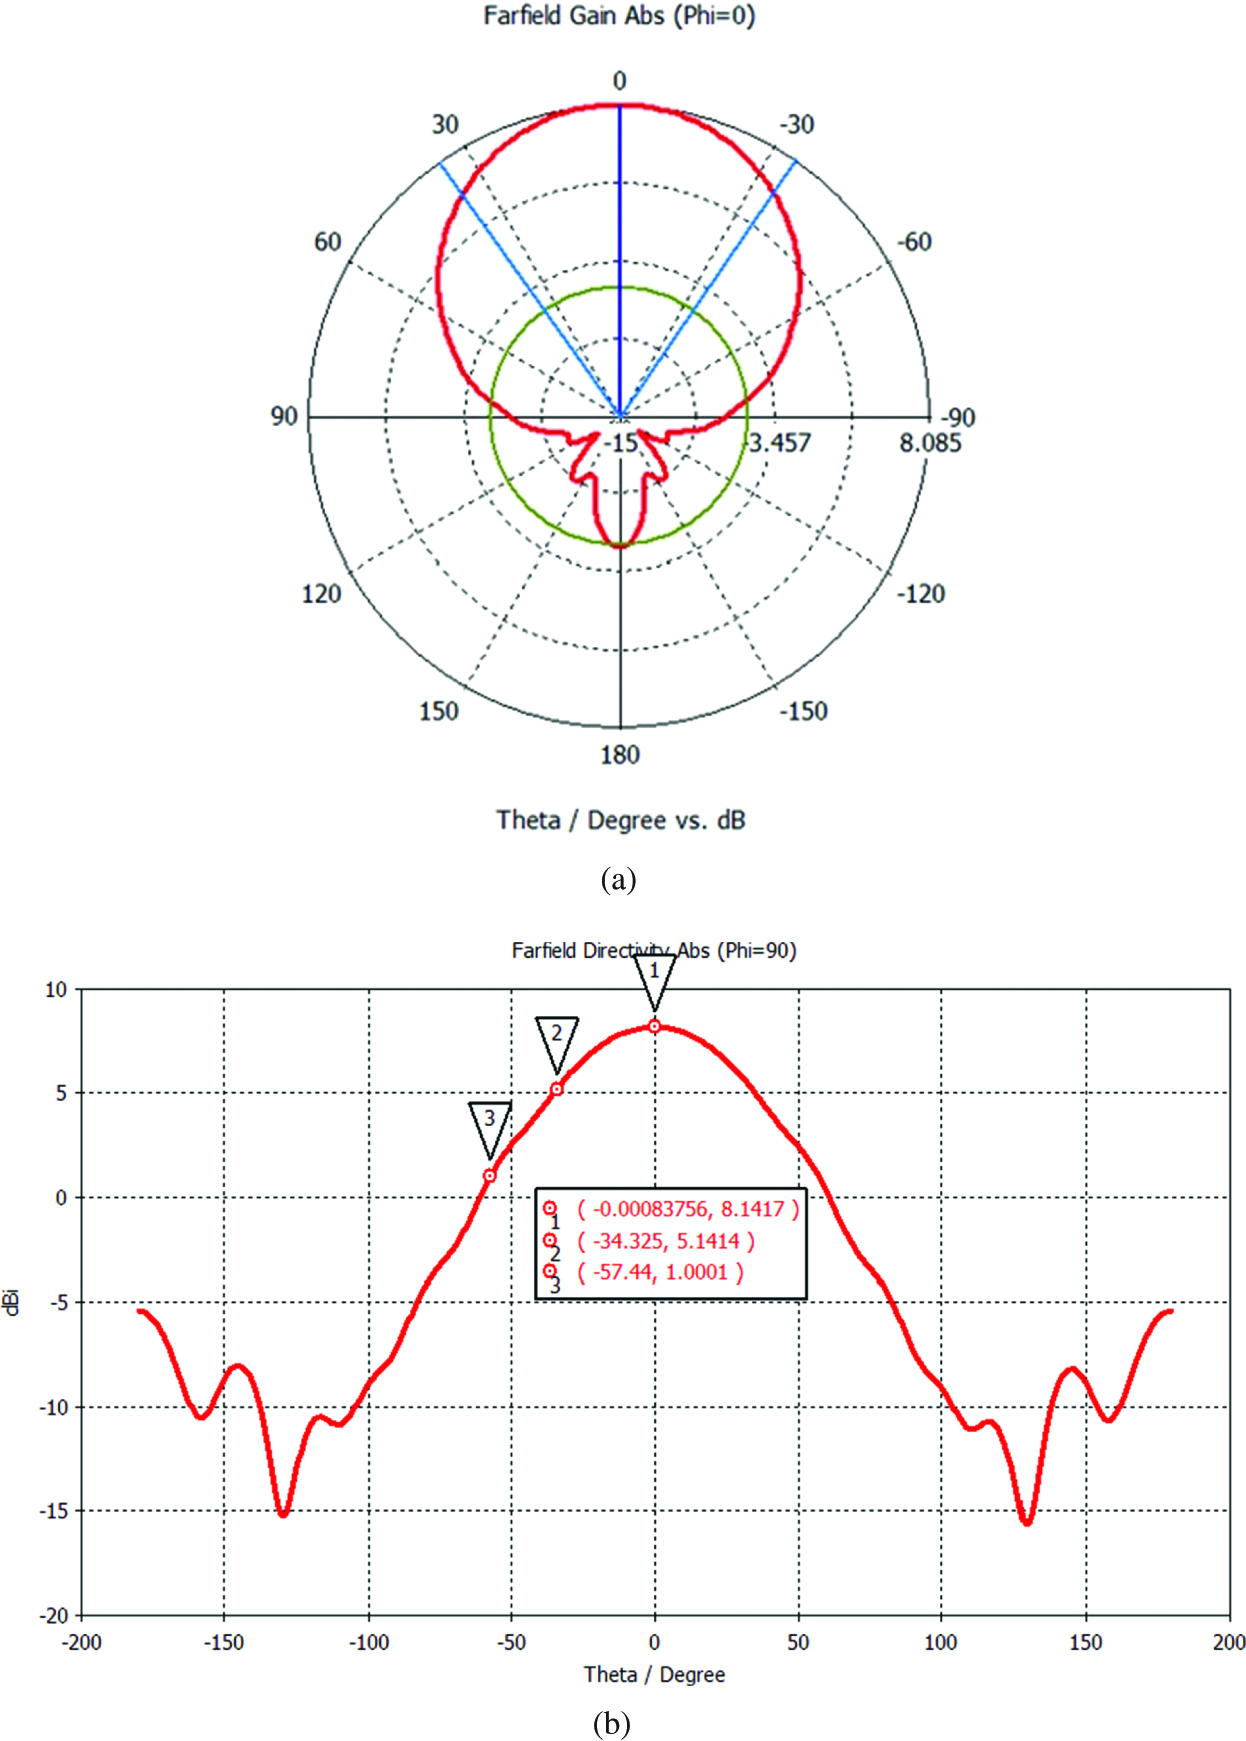 Farfield Gain Abs (Phi=0)
0
30 -30
60 -60
90 -90
-15 -3.457 8.085
120 -120
150 -150
180
Theta / Degree vs. dB
(a)
Farfield Directivity Abs (Phi=90)
1
2
3
10
5
0
-5
-10
-15
-20
dBi
1 ( -0.00083756, 8.1417 )
2 ( -34.325, 5.1414 )
3 ( -57.44, 1.0001 )
-200 -150 -100 -50 0 50 100 150 200
Theta / Degree
(b)